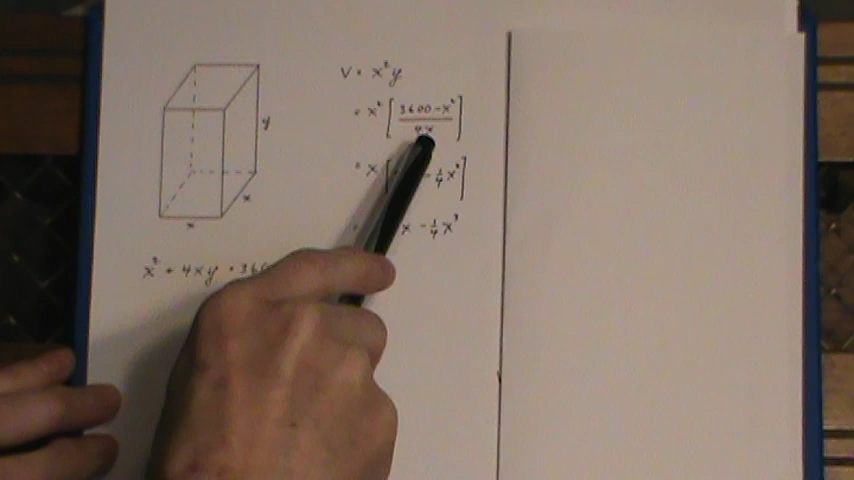 V = x²y
y
= x² [ 3600 - x² / 4x ]
= x [ - ¼x² ]
x
x
x - ¼x³
x² + 4xy = 360